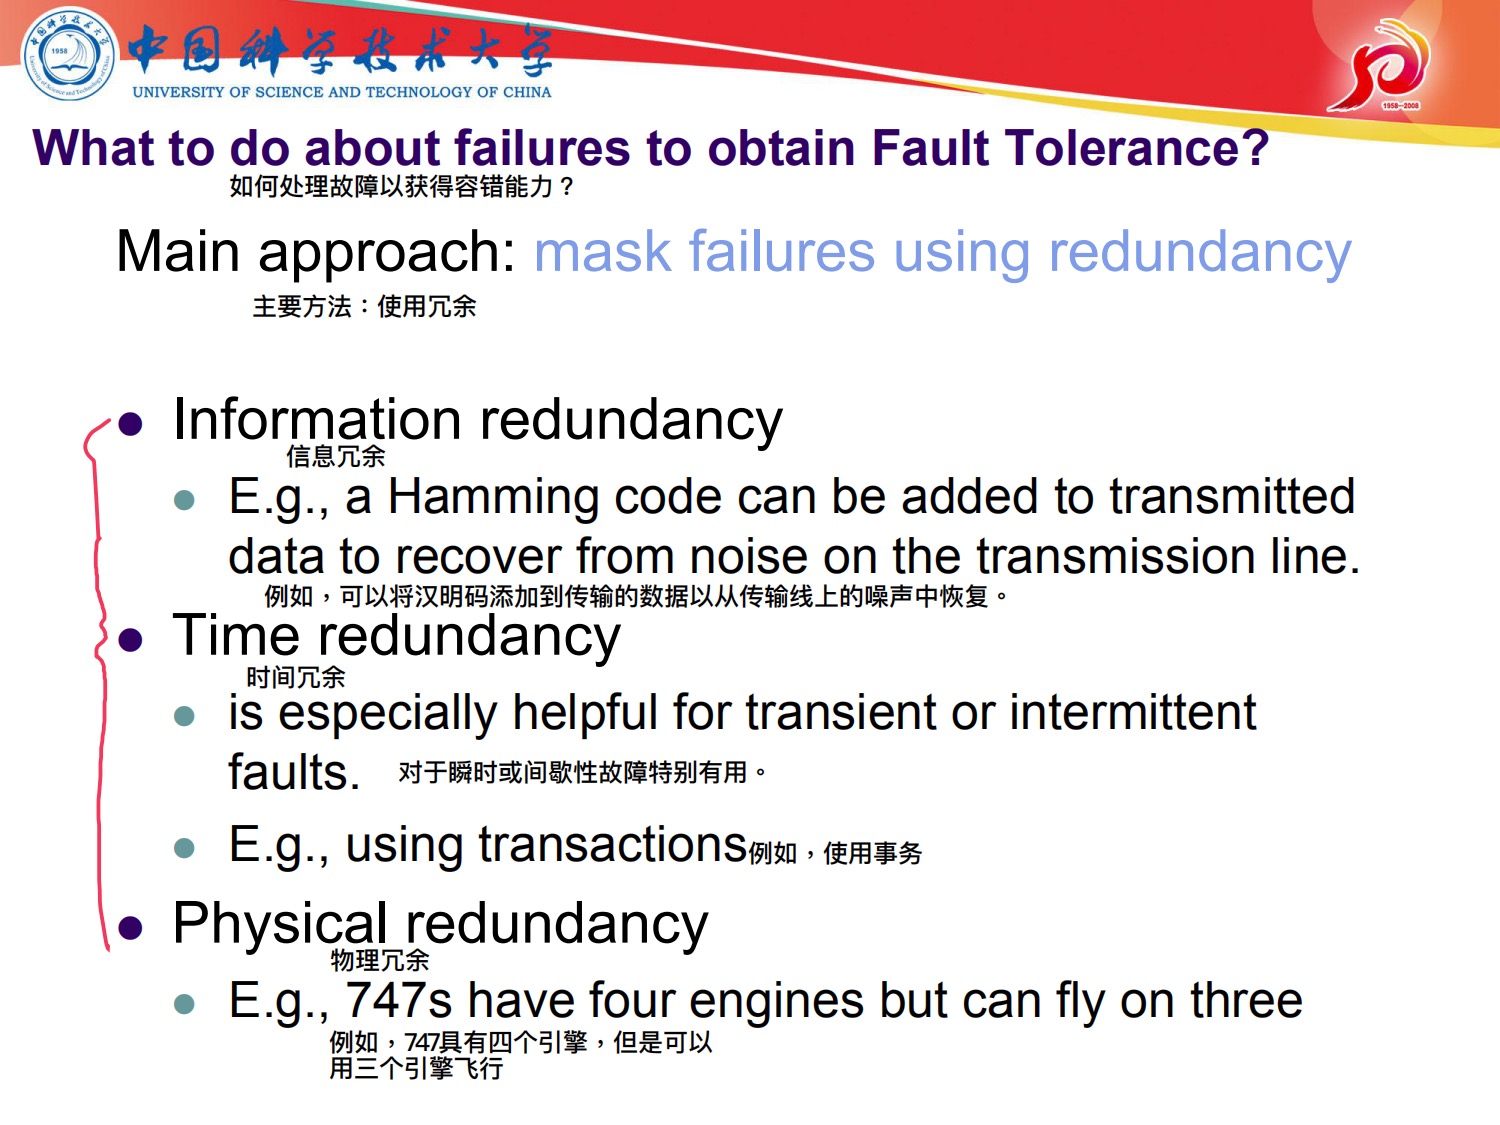 中国科学技术大学
1958
UNIVERSITY OF SCIENCE AND TECHNOLOGY OF CHINA
1958—2008
What to do about failures to obtain Fault Tolerance?
如何处理故障以获得容错能力？
Main approach: mask failures using redundancy
主要方法：使用冗余
Information redundancy
信息冗余
E.g., a Hamming code can be added to transmitted
data to recover from noise on the transmission line.
例如，可以将汉明码添加到传输的数据以从传输线上的噪声中恢复。
Time redundancy
时间冗余
is especially helpful for transient or intermittent
faults. 对于瞬时或间歇性故障特别有用。
E.g., using transactions例如，使用事务
Physical redundancy
物理冗余
E.g., 747s have four engines but can fly on three
例如，747具有四个引擎，但是可以
用三个引擎飞行